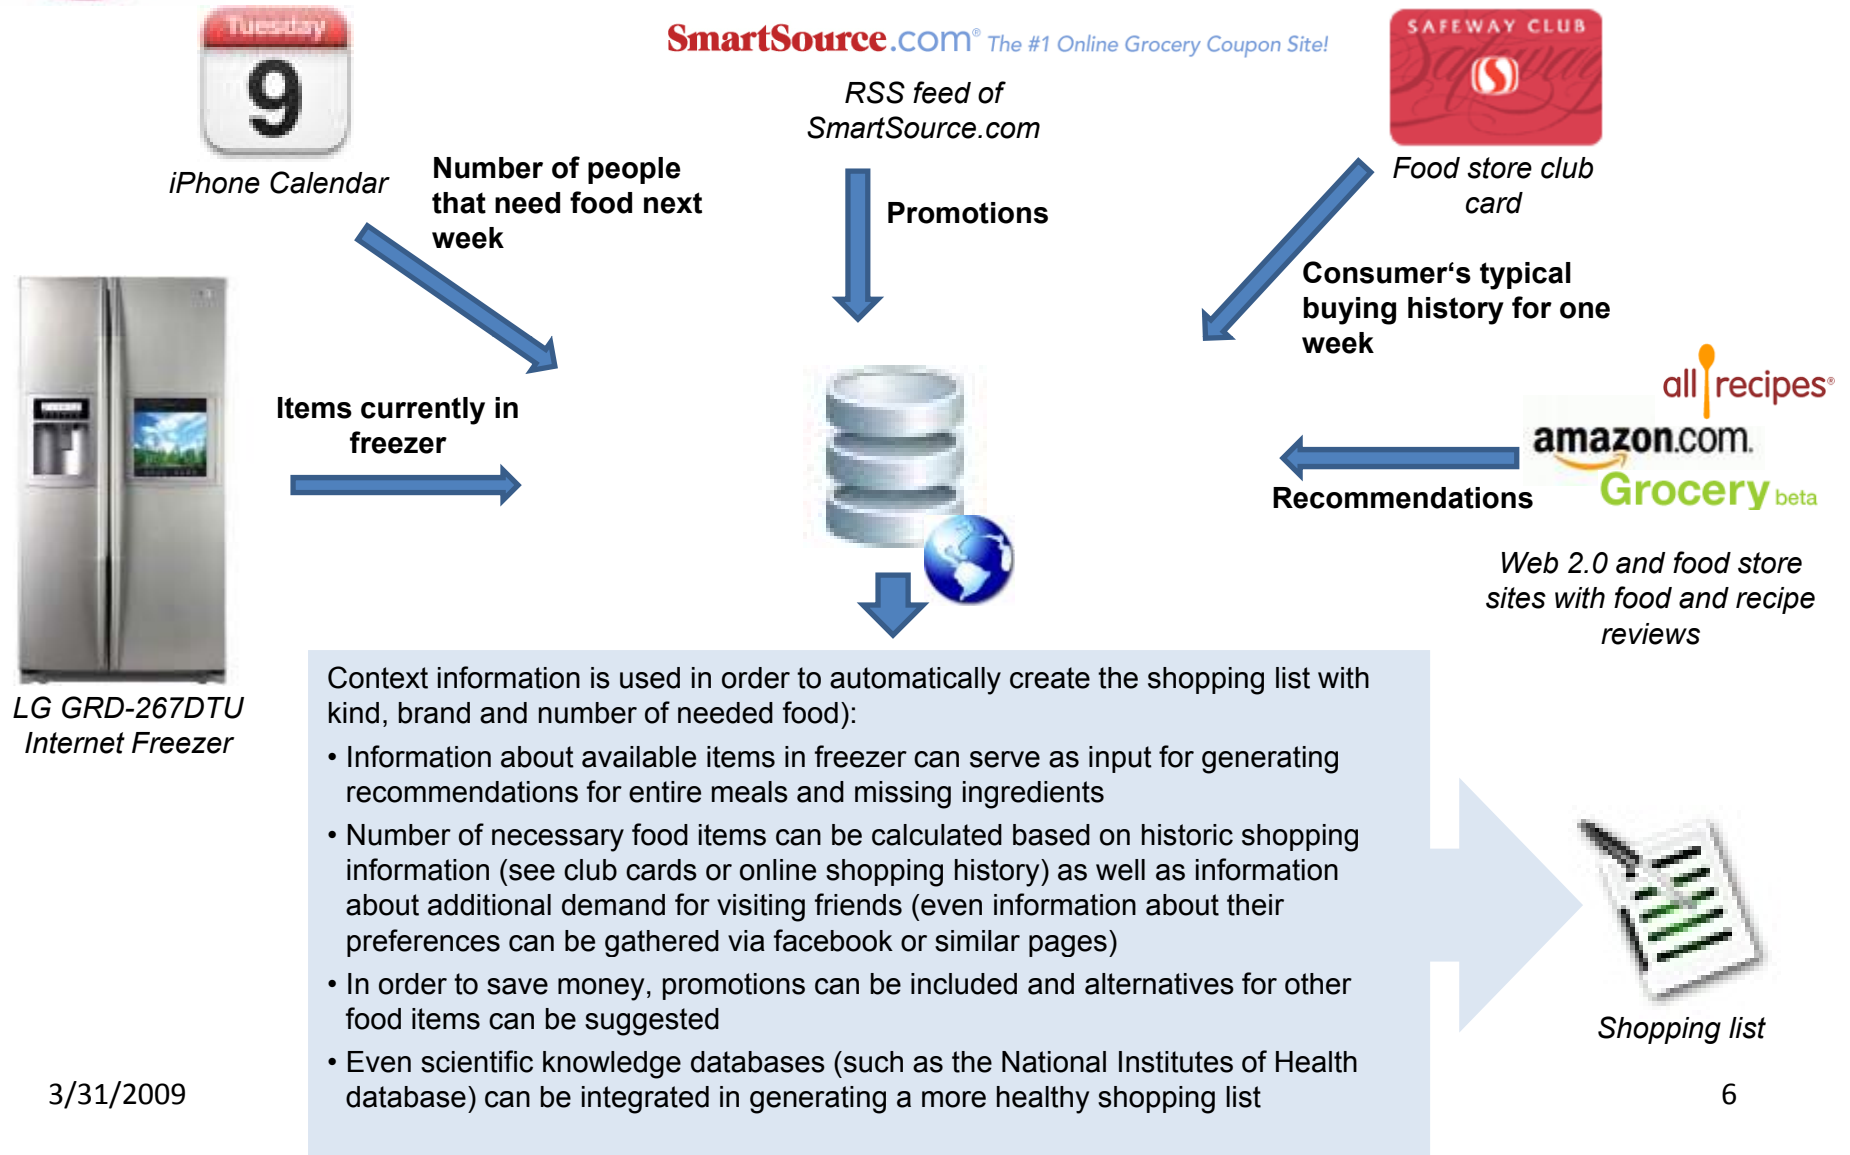 Tuesday
9
iPhone Calendar
Number of people
that need food next
week
SmartSource.com® The #1 Online Grocery Coupon Site!
RSS feed of
SmartSource.com
Promotions
SAFEWAY CLUB
Food store club
card
Consumer‘s typical
buying history for one
week
Items currently in
freezer
all recipes®
amazon.com.
Grocery beta
Recommendations
Web 2.0 and food store
sites with food and recipe
reviews
LG GRD-267DTU
Internet Freezer
Context information is used in order to automatically create the shopping list with
kind, brand and number of needed food):
• Information about available items in freezer can serve as input for generating
recommendations for entire meals and missing ingredients
• Number of necessary food items can be calculated based on historic shopping
information (see club cards or online shopping history) as well as information
about additional demand for visiting friends (even information about their
preferences can be gathered via facebook or similar pages)
• In order to save money, promotions can be included and alternatives for other
food items can be suggested
• Even scientific knowledge databases (such as the National Institutes of Health
database) can be integrated in generating a more healthy shopping list
Shopping list
3/31/2009
6